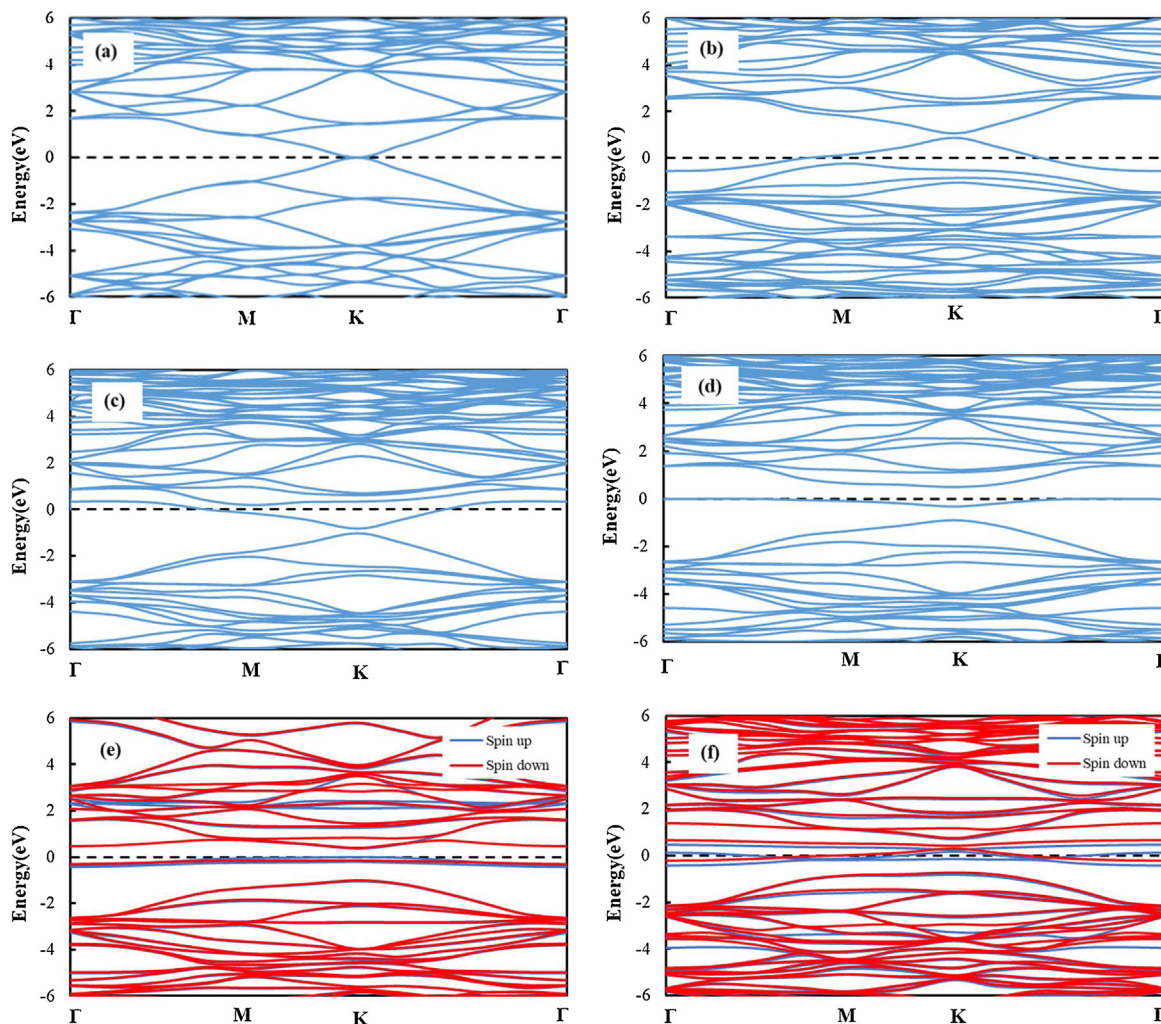 (a)
6
4
2
0
-2
-4
-6
Energy(eV)
Γ M K Γ
(b)
6
4
2
0
-2
-4
-6
Energy(eV)
Γ M K
(c)
6
4
2
0
-2
-4
-6
Energy(eV)
Γ M K Γ
(d)
6
4
2
0
-2
-4
-6
Energy(eV)
Γ M K
(e)
Spin up
Spin down
6
4
2
0
-2
-4
-6
Energy(eV)
Γ M K Γ
(f)
Spin up
Spin down
6
4
2
0
-2
-4
-6
Energy(eV)
Γ M K